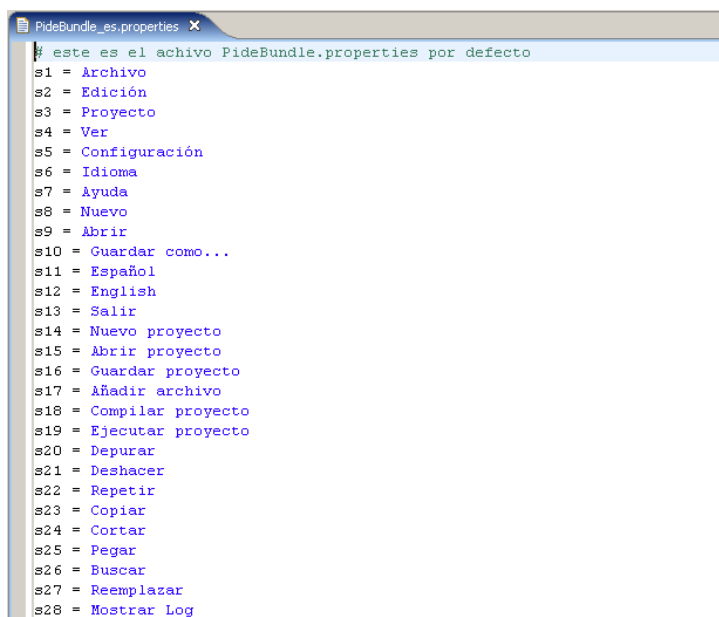 PideBundle_es.properties
# este es el achivo PideBundle.properties por defecto
s1 = Archivo
s2 = Edición
s3 = Proyecto
s4 = Ver
s5 = Configuración
s6 = Idioma
s7 = Ayuda
s8 = Nuevo
s9 = Abrir
s10 = Guardar como...
s11 = Español
s12 = English
s13 = Salir
s14 = Nuevo proyecto
s15 = Abrir proyecto
s16 = Guardar proyecto
s17 = Añadir archivo
s18 = Compilar proyecto
s19 = Ejecutar proyecto
s20 = Depurar
s21 = Deshacer
s22 = Repetir
s23 = Copiar
s24 = Cortar
s25 = Pegar
s26 = Buscar
s27 = Reemplazar
s28 = Mostrar Log